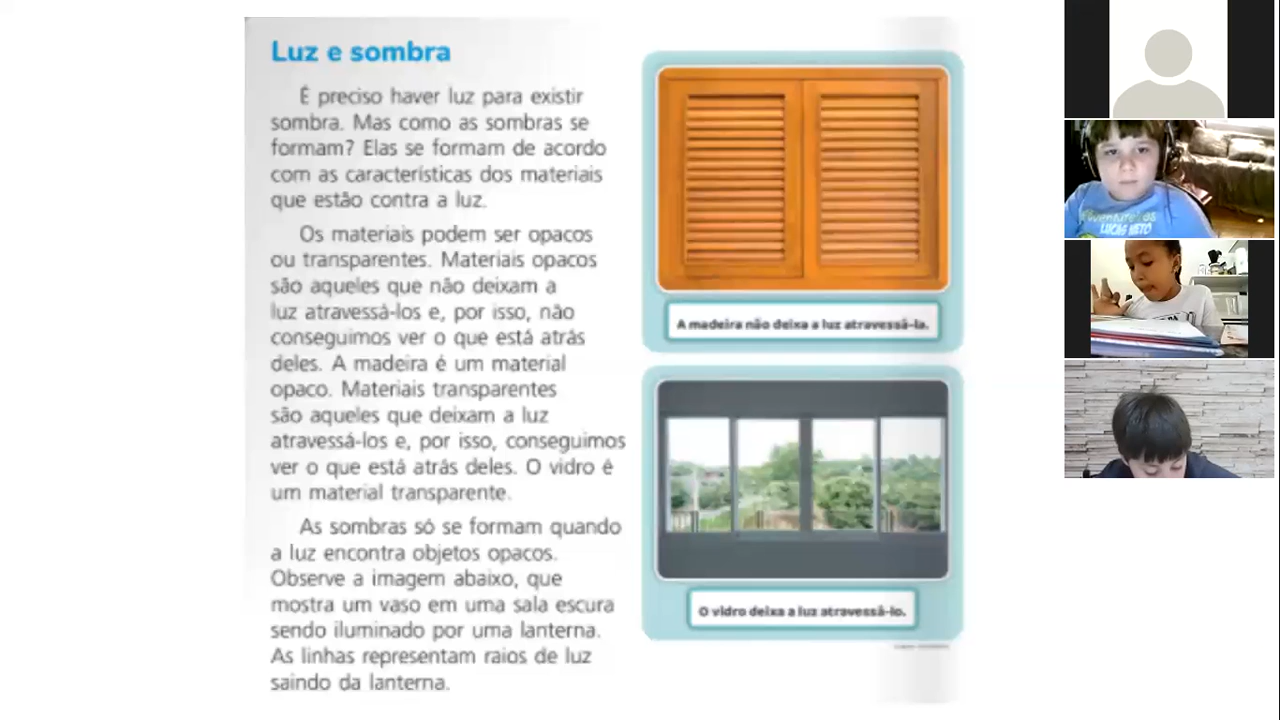 Luz e sombra
É preciso haver luz para existir
sombra. Mas como as sombras se
formam? Elas se formam de acordo
com as características dos materiais
que estão contra a luz.
Os materiais podem ser opacos
ou transparentes. Materiais opacos
são aqueles que não deixam a
luz atravessá-los e, por isso, não
conseguimos ver o que está atrás
deles. A madeira é um material
opaco. Materiais transparentes
são aqueles que deixam a luz
atravessá-los e, por isso, conseguimos
ver o que está atrás deles. O vidro é
um material transparente.
As sombras só se formam quando
a luz encontra objetos opacos.
Observe a imagem abaixo, que
mostra um vaso em uma sala escura
sendo iluminado por uma lanterna.
As linhas representam raios de luz
saindo da lanterna.
A madeira não deixa a luz atravessá-la.
O vidro deixa a luz atravessá-lo.
LUCAS NETO